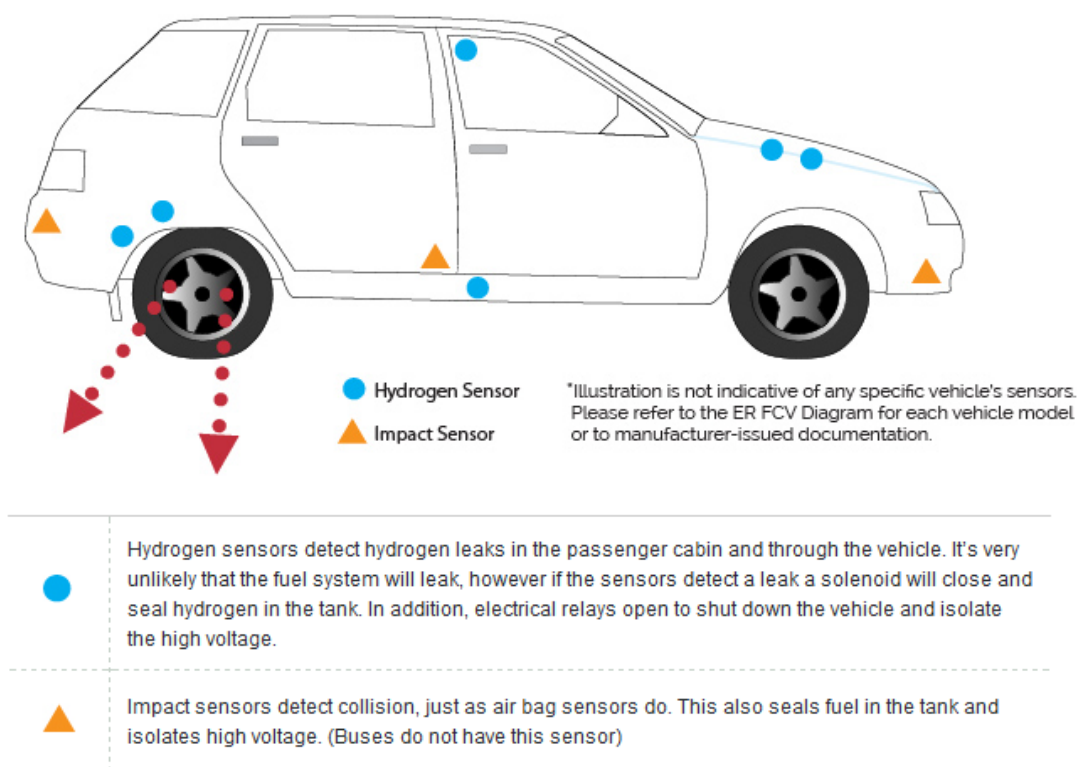 Hydrogen Sensor
Impact Sensor
*Illustration is not indicative of any specific vehicle's sensors.
Please refer to the ER FCV Diagram for each vehicle model
or to manufacturer-issued documentation.
Hydrogen sensors detect hydrogen leaks in the passenger cabin and through the vehicle. It's very
unlikely that the fuel system will leak, however if the sensors detect a leak a solenoid will close and
seal hydrogen in the tank. In addition, electrical relays open to shut down the vehicle and isolate
the high voltage.
Impact sensors detect collision, just as air bag sensors do. This also seals fuel in the tank and
isolates high voltage. (Buses do not have this sensor)